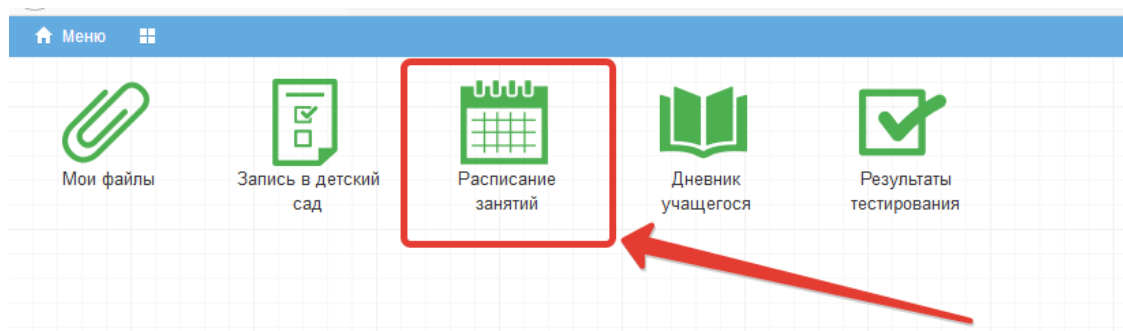 Меню
Мои файлы
Запись в детский
сад
Расписание
занятий
Дневник
учащегося
Результаты
тестирования